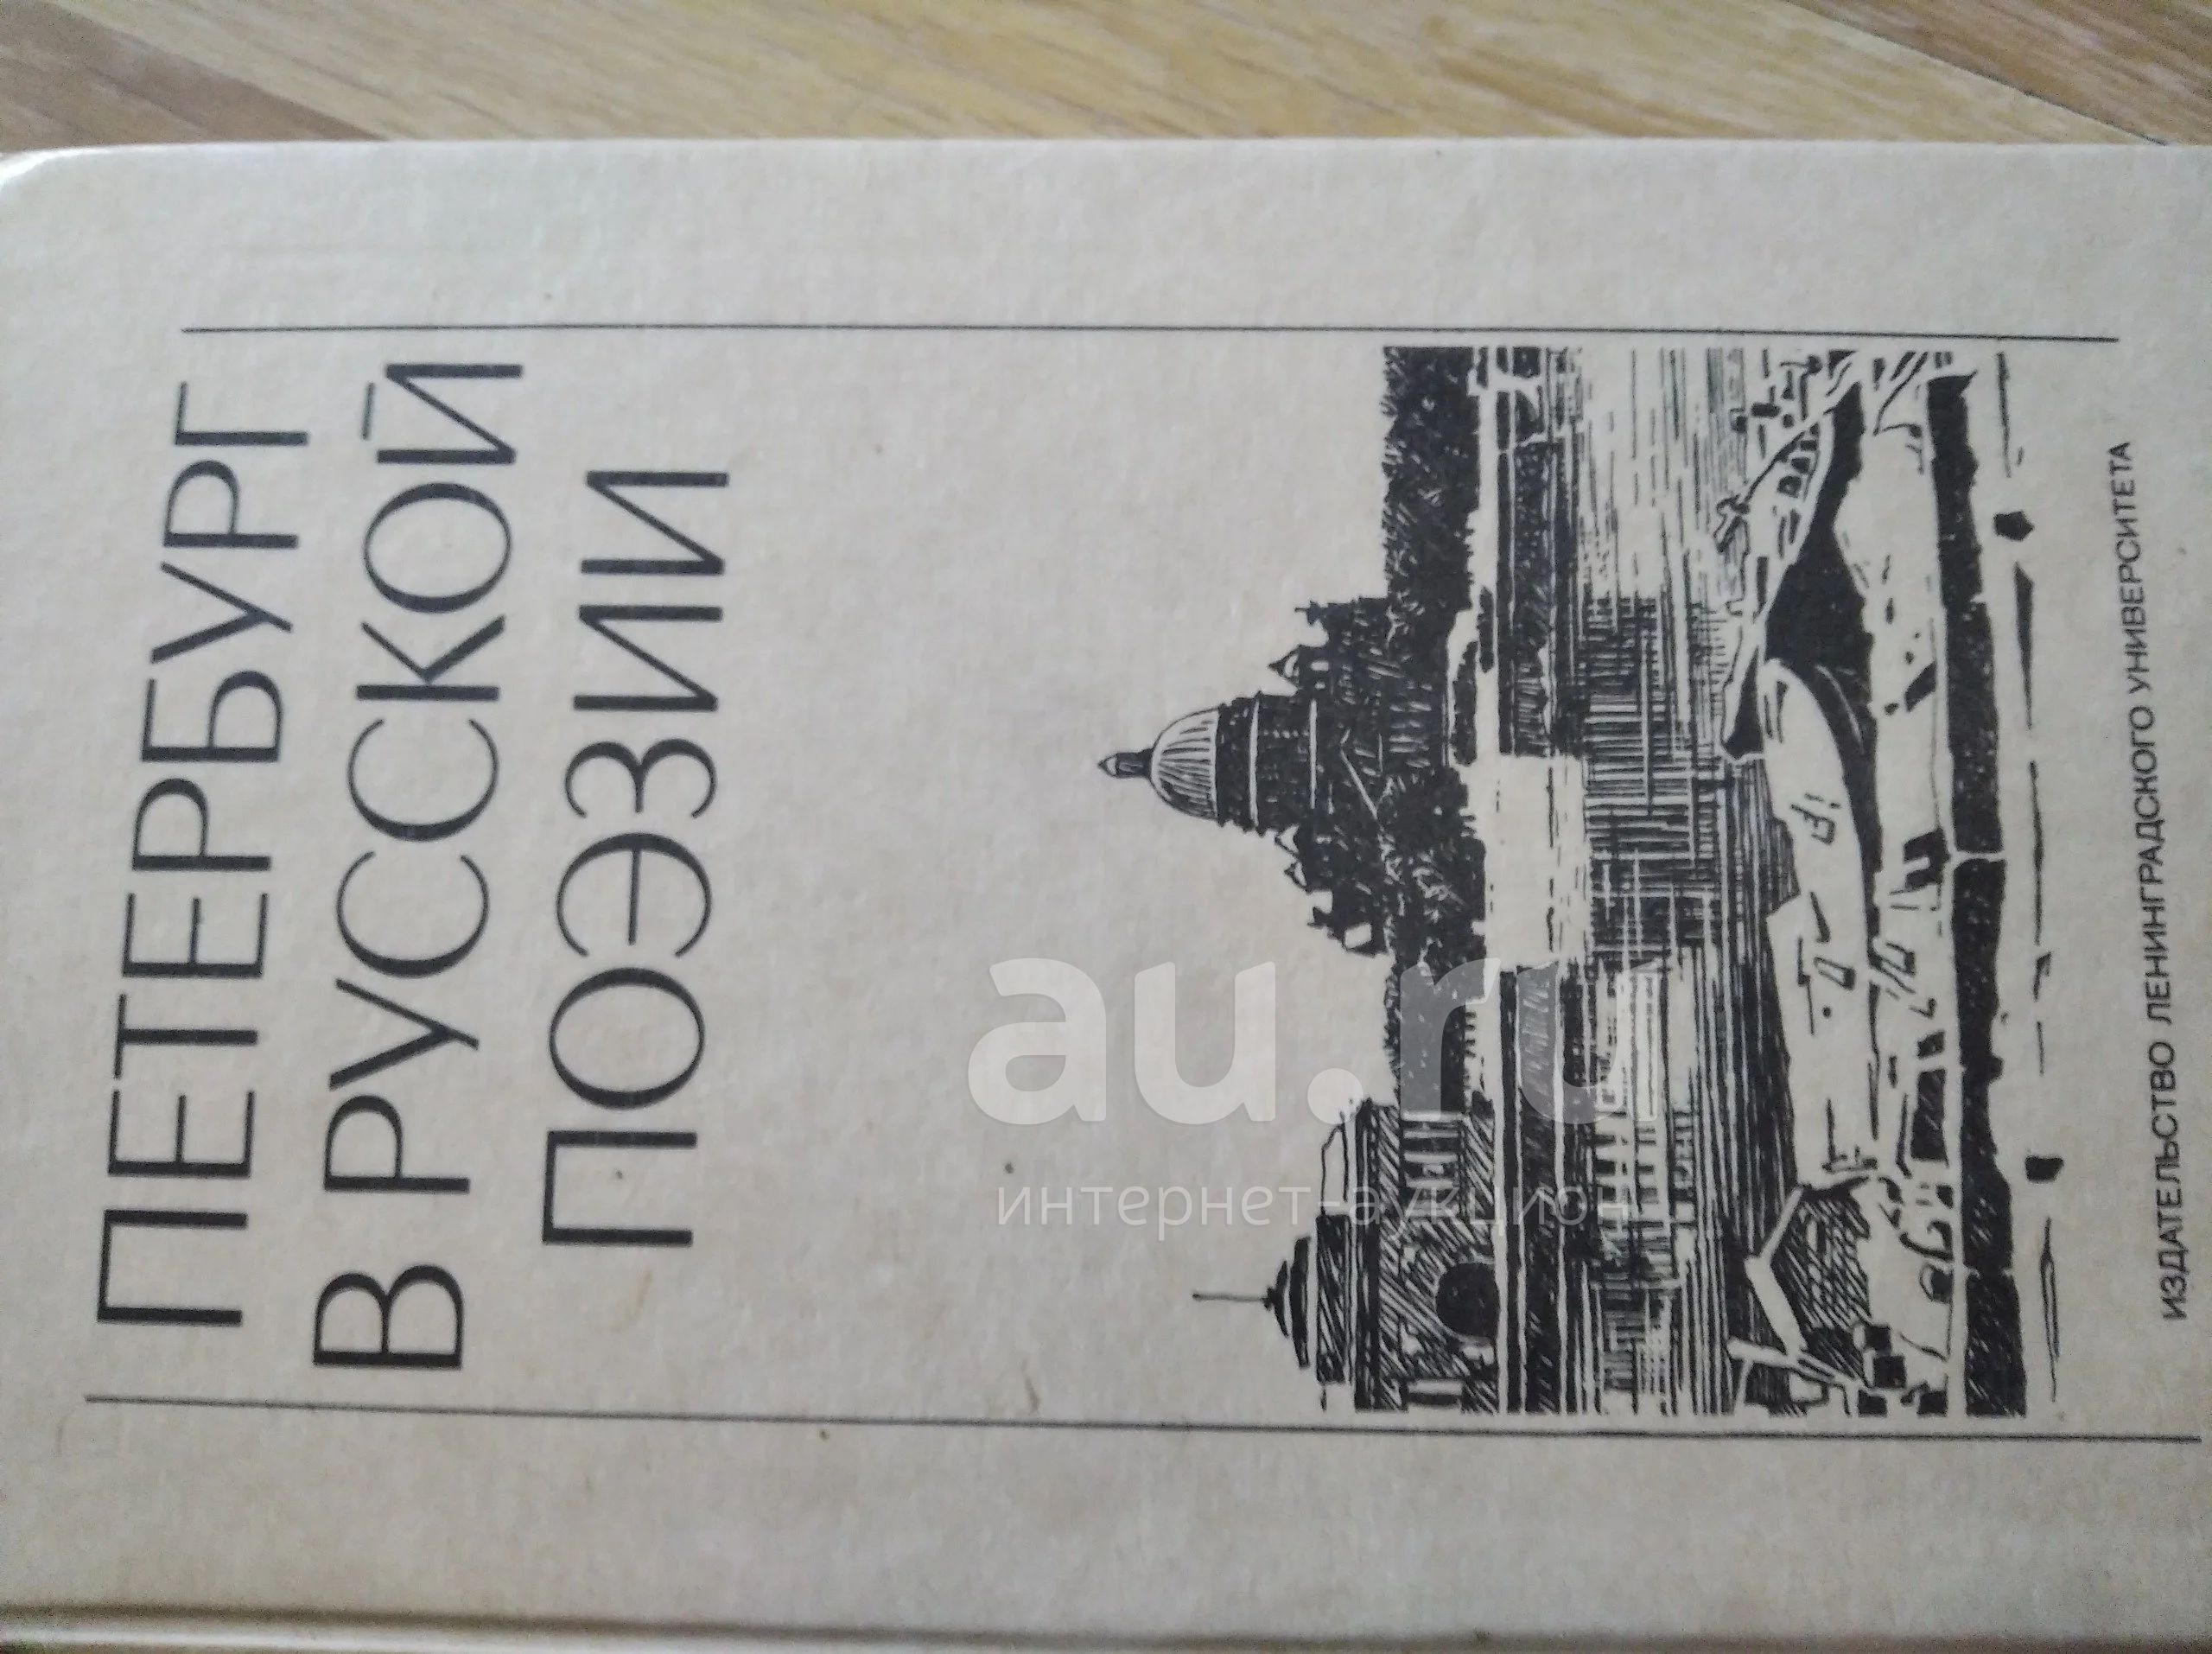 ПЕТЕРБУРГ
В РУССКОЙ
ПОЭЗИИ
ИЗДАТЕЛЬСТВО ЛЕНИНГРАДСКОГО УНИВЕРСИТЕТА
au.ru
интернет-аукцион